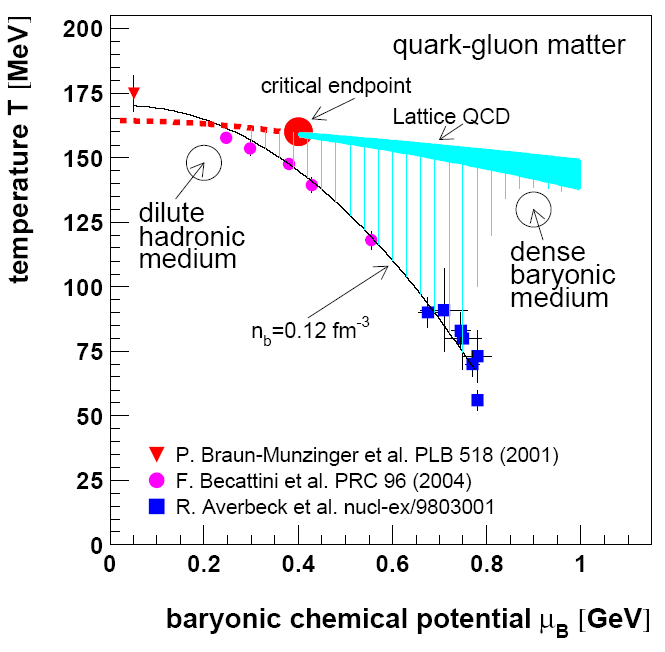 temperature T [MeV]
200
175
150
125
100
75
50
25
0
quark-gluon matter
critical endpoint
Lattice QCD
dilute
hadronic
medium
dense
baryonic
medium
n_b=0.12 fm^-3
P. Braun-Munzinger et al. PLB 518 (2001)
F. Becattini et al. PRC 96 (2004)
R. Averbeck et al. nucl-ex/9803001
0 0.2 0.4 0.6 0.8 1
baryonic chemical potential μ_B [GeV]